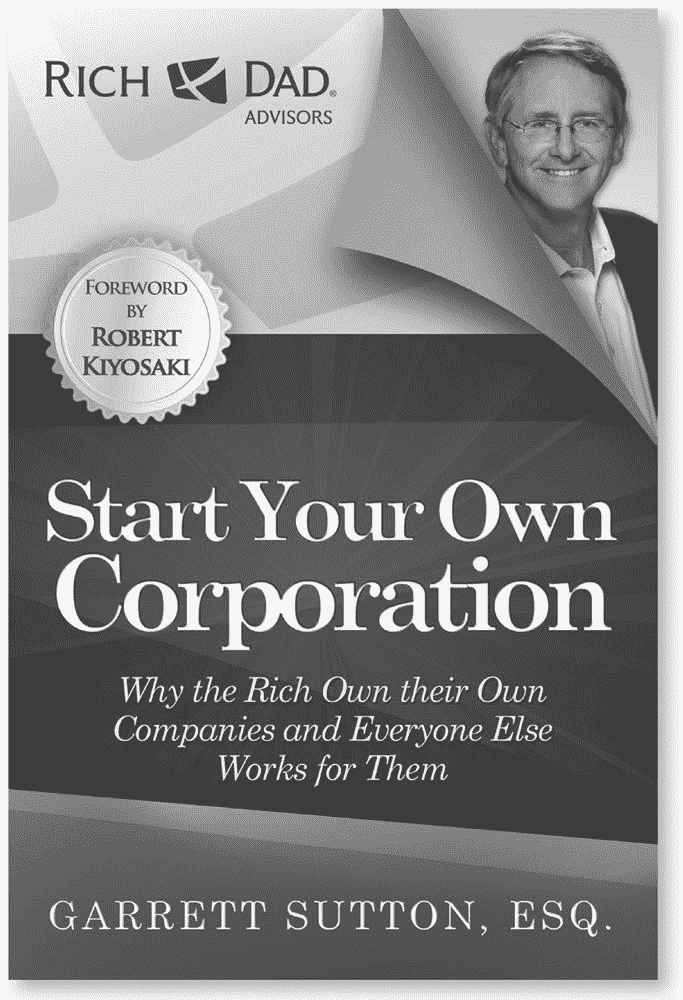 RICH DAD®
ADVISORS
FOREWORD
BY
ROBERT
KIYOSAKI
Start Your Own
Corporation
Why the Rich Own their Own
Companies and Everyone Else
Works for Them
GARRETT SUTTON, ESQ.